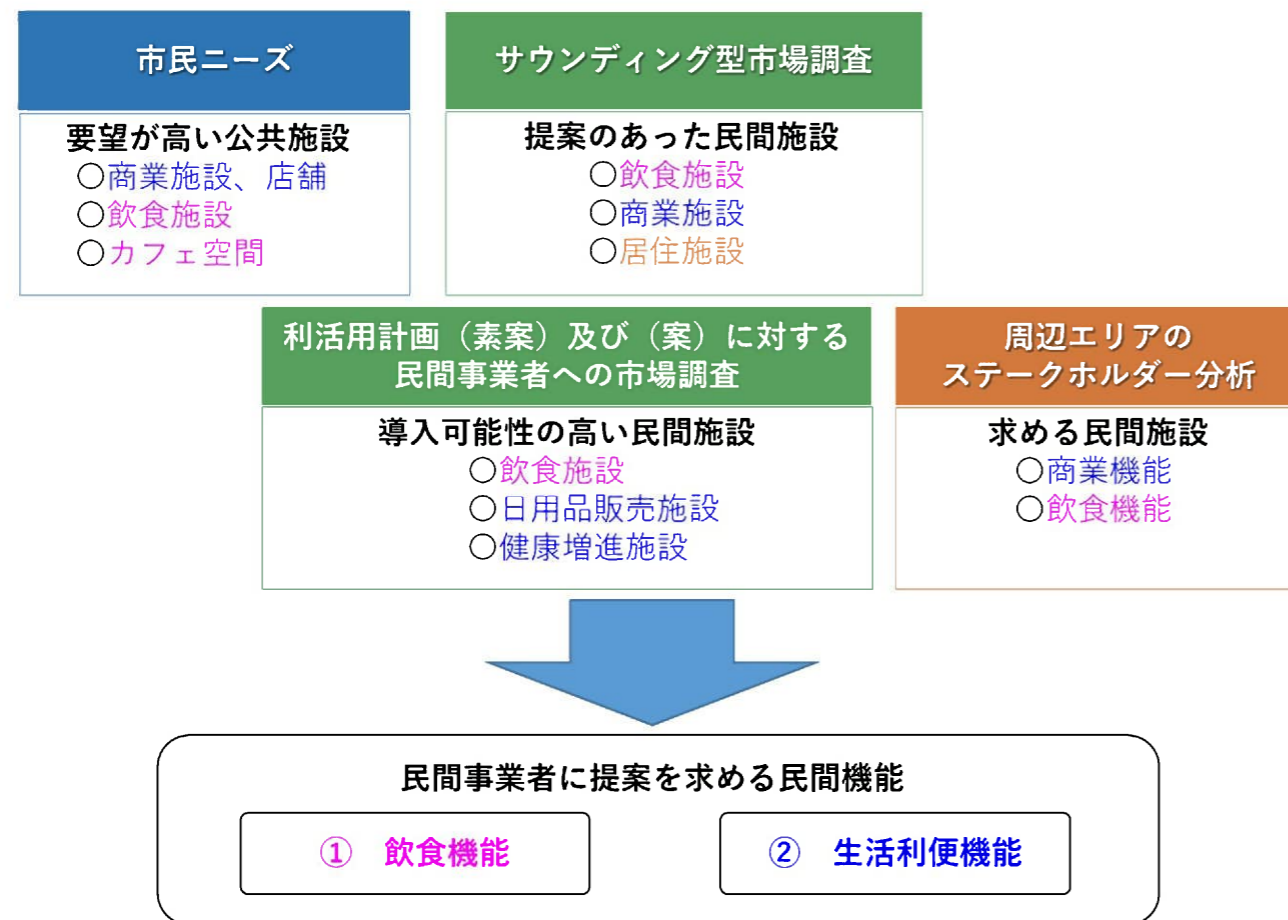 市民ニーズ
要望が高い公共施設
○商業施設、店舗
○飲食施設
○カフェ空間
サウンディング型市場調査
提案のあった民間施設
○飲食施設
○商業施設
○居住施設
利活用計画（素案）及び（案）に対する
民間事業者への市場調査
導入可能性の高い民間施設
○飲食施設
○日用品販売施設
○健康増進施設
周辺エリアの
ステークホルダー分析
求める民間施設
○商業機能
○飲食機能
民間事業者に提案を求める民間機能
①　飲食機能
②　生活利便機能